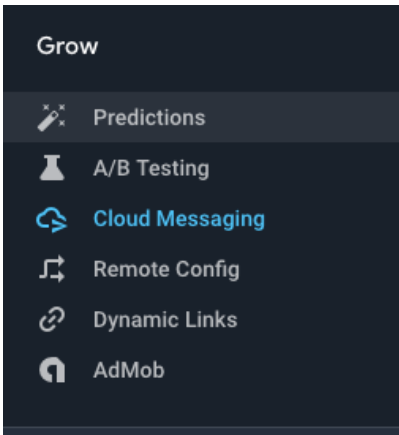 Grow
Predictions
A/B Testing
Cloud Messaging
Remote Config
Dynamic Links
AdMob